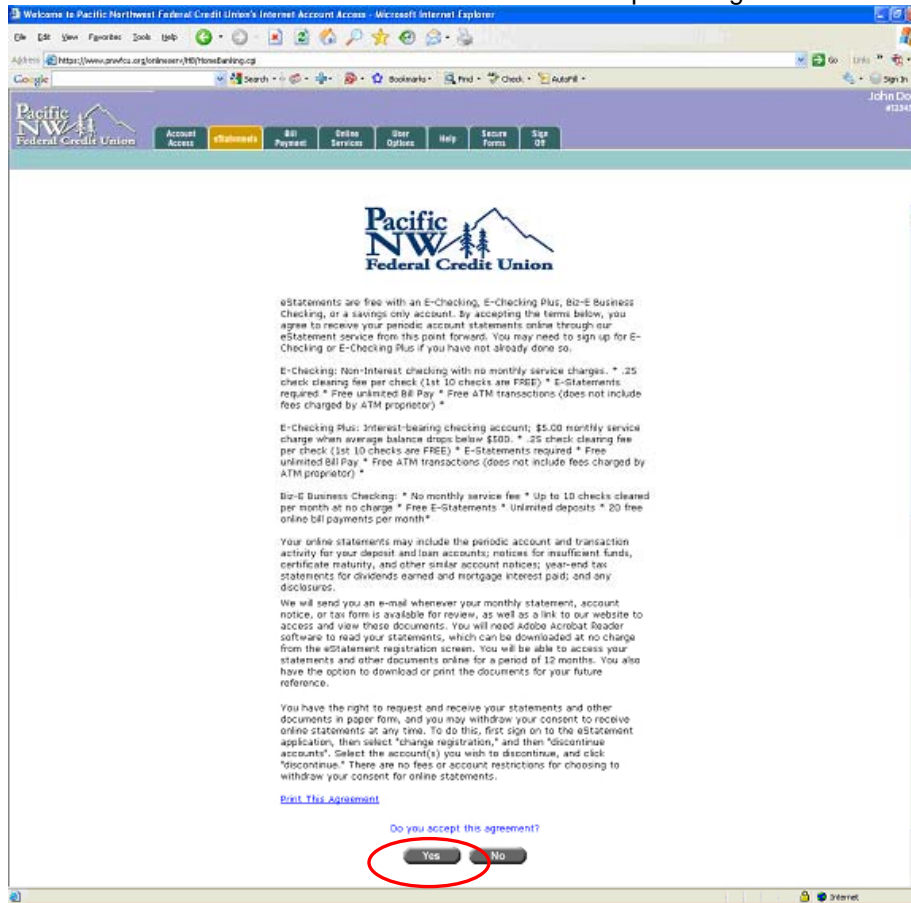 Welcome to Pacific Northwest Federal Credit Union's Internet Account Access - Microsoft Internet Explorer
File Edit View Favorites Tools Help
Address https://www.pnwfcu.org/onlineserv/HB/HomeBanking.cgi Go Links
Google Search Bookmarks Find Check AutoFill Sign In
John Do
#12345
Pacific
NW
Federal Credit Union
Account Access eStatements Bill Payment Online Services User Options Help Secure Forms Sign Off
Pacific
NW
Federal Credit Union
eStatements are free with an E-Checking, E-Checking Plus, Biz-E Business
Checking, or a savings only account. By accepting the terms below, you
agree to receive your periodic account statements online through our
eStatement service from this point forward. You may need to sign up for E-
Checking or E-Checking Plus if you have not already done so.
E-Checking: Non-Interest checking with no monthly service charges. * .25
check clearing fee per check (1st 10 checks are FREE) * E-Statements
required * Free unlimited Bill Pay * Free ATM transactions (does not include
fees charged by ATM proprietor) *
E-Checking Plus: Interest-bearing checking account; $5.00 monthly service
charge when average balance drops below $500. * .25 check clearing fee
per check (1st 10 checks are FREE) * E-Statements required * Free
unlimited Bill Pay * Free ATM transactions (does not include fees charged by
ATM proprietor) *
Biz-E Business Checking: * No monthly service fee * Up to 10 checks cleared
per month at no charge * Free E-Statements * Unlimited deposits * 20 free
online bill payments per month*
Your online statements may include the periodic account and transaction
activity for your deposit and loan accounts; notices for insufficient funds,
certificate maturity, and other similar account notices; year-end tax
statements for dividends earned and mortgage interest paid; and any
disclosures.
We will send you an e-mail whenever your monthly statement, account
notice, or tax form is available for review, as well as a link to our website to
access and view these documents. You will need Adobe Acrobat Reader
software to read your statements, which can be downloaded at no charge
from the eStatement registration screen. You will be able to access your
statements and other documents online for a period of 12 months. You also
have the option to download or print the documents for your future
reference.
You have the right to request and receive your statements and other
documents in paper form, and you may withdraw your consent to receive
online statements at any time. To do this, first sign on to the eStatement
application, then select "change registration," and then "discontinue
accounts". Select the account(s) you wish to discontinue, and click
"discontinue." There are no fees or account restrictions for choosing to
withdraw your consent for online statements.
Print This Agreement
Do you accept this agreement?
Yes No
Internet